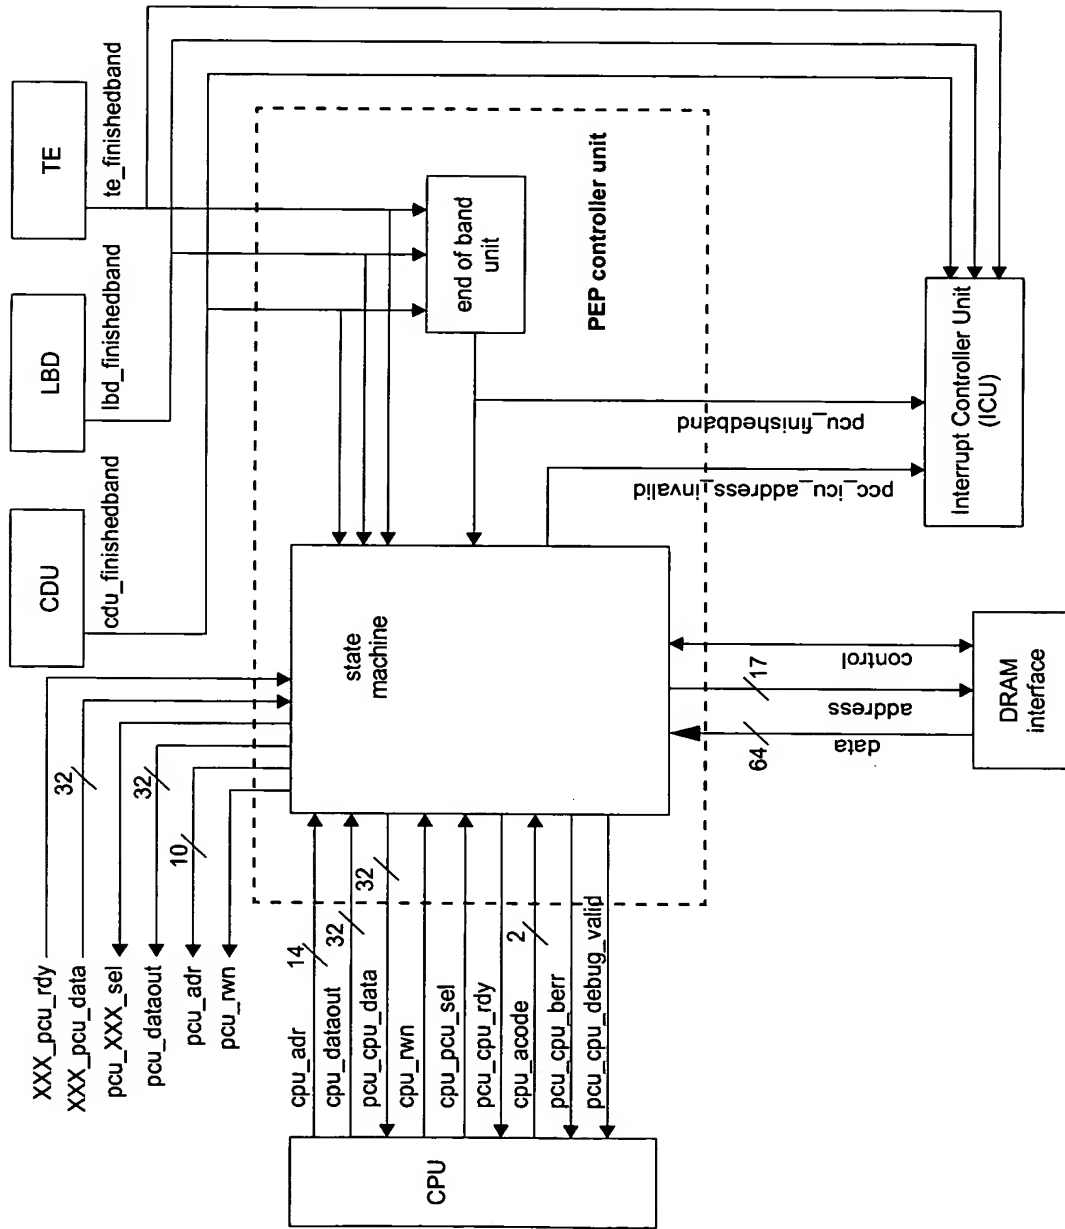 XXX_pcu_rdy
XXX_pcu_data
32
pcu_XXX_sel
pcu_dataout
32
pcu_adr
10
pcu_rwn
CDU
cdu_finishedband
LBD
lbd_finishedband
TE
te_finishedband
CPU
cpu_adr
14
cpu_dataout
32
pcu_cpu_data
32
cpu_rwn
cpu_pcu_sel
pcu_cpu_rdy
cpu_acode
2
pcu_cpu_berr
pcu_cpu_debug_valid
state
machine
end of band
unit
PEP controller unit
pcu_finishedband
pcc_icu_address_invalid
control
17
address
64
data
DRAM
interface
Interrupt Controller Unit
(ICU)